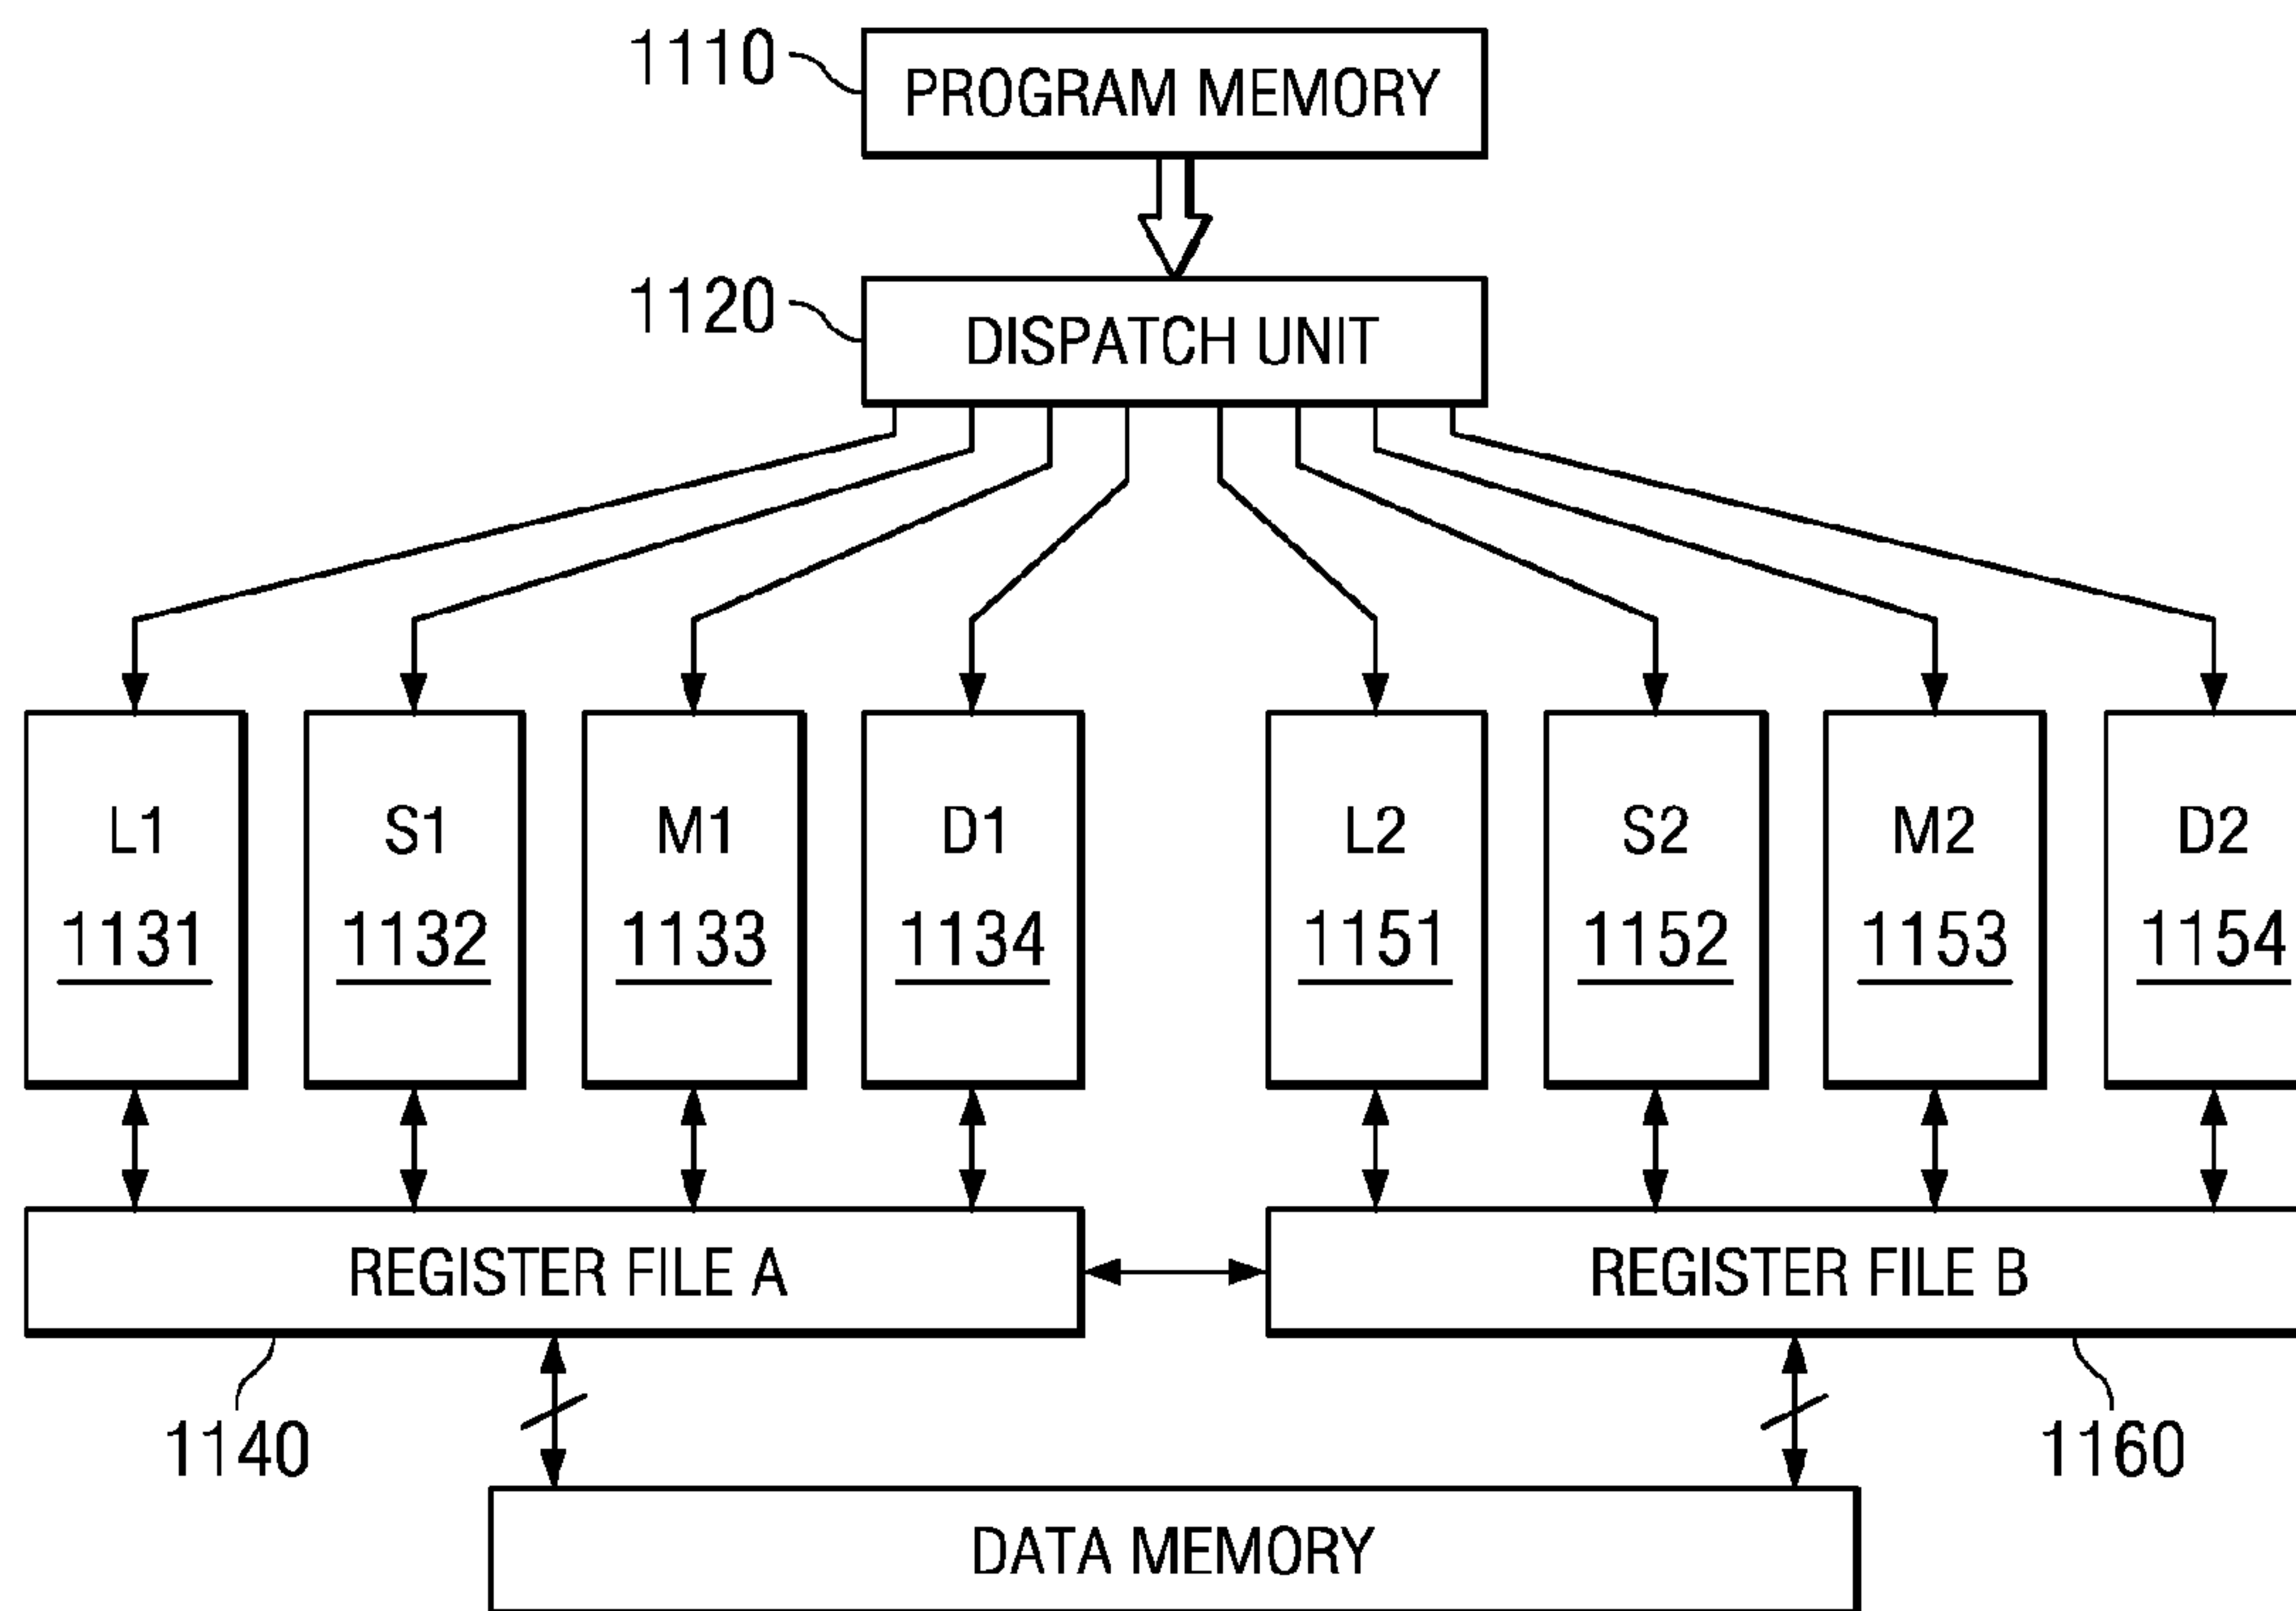 1110
PROGRAM MEMORY
1120
DISPATCH UNIT
L1
1131
S1
1132
M1
1133
D1
1134
L2
1151
S2
1152
M2
1153
D2
1154
REGISTER FILE A
REGISTER FILE B
1140
1160
DATA MEMORY